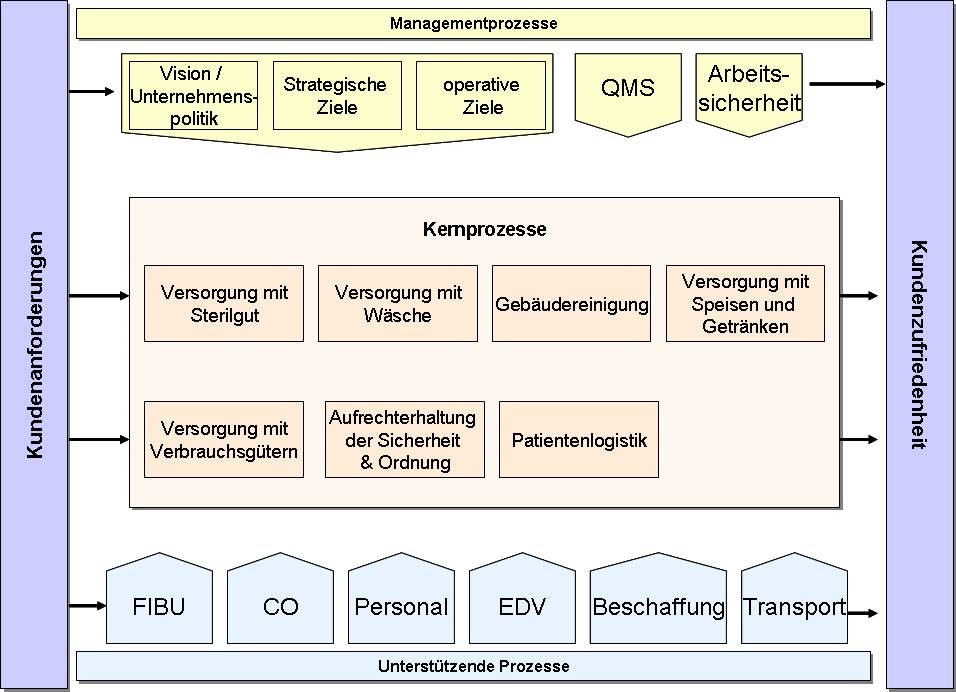 Managementprozesse
Vision /
Unternehmens-
politik
Strategische
Ziele
operative
Ziele
QMS
Arbeits-
sicherheit
Kundenanforderungen
Kernprozesse
Versorgung mit
Sterilgut
Versorgung mit
Wäsche
Gebäudereinigung
Versorgung mit
Speisen und
Getränken
Versorgung mit
Verbrauchsgütern
Aufrechterhaltung
der Sicherheit
& Ordnung
Patientenlogistik
Kundenzufriedenheit
FIBU
CO
Personal
EDV
Beschaffung
Transport
Unterstützende Prozesse